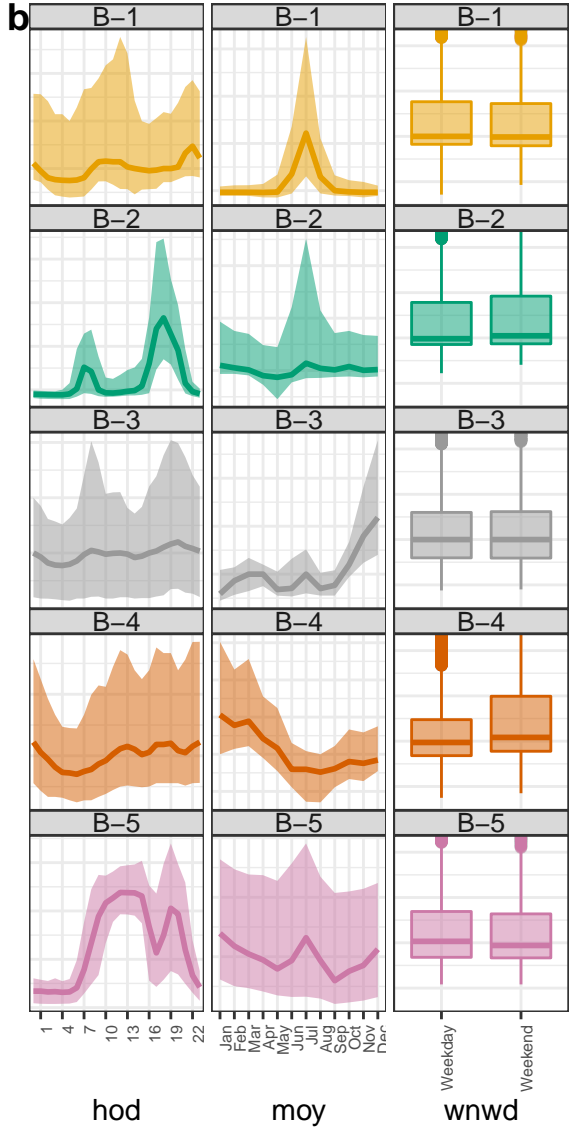 b
B−1 B−1 B−1
B−2 B−2 B−2
B−3 B−3 B−3
B−4 B−4 B−4
B−5 B−5 B−5
1 4 7 10 13 16 19 22
Jan Feb Mar Apr May Jun Jul Aug Sep Oct Nov Dec
Weekday Weekend
hod moy wnwd